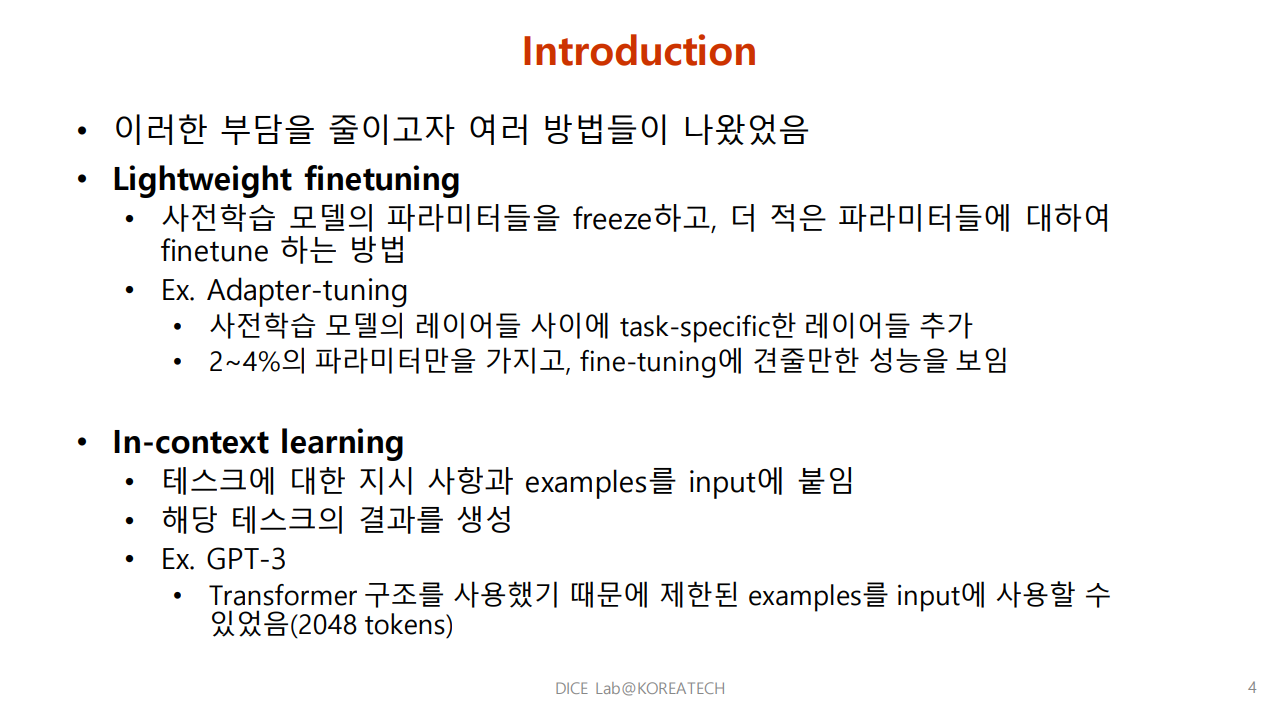 Introduction
• 이러한 부담을 줄이고자 여러 방법들이 나왔었음
• Lightweight finetuning
• 사전학습 모델의 파라미터들을 freeze하고, 더 적은 파라미터들에 대하여
finetune 하는 방법
• Ex. Adapter-tuning
• 사전학습 모델의 레이어들 사이에 task-specific한 레이어들 추가
• 2~4%의 파라미터만을 가지고, fine-tuning에 견줄만한 성능을 보임
• In-context learning
• 테스크에 대한 지시 사항과 examples를 input에 붙임
• 해당 테스크의 결과를 생성
• Ex. GPT-3
• Transformer 구조를 사용했기 때문에 제한된 examples를 input에 사용할 수
있었음(2048 tokens)
DICE Lab@KOREATECH
4